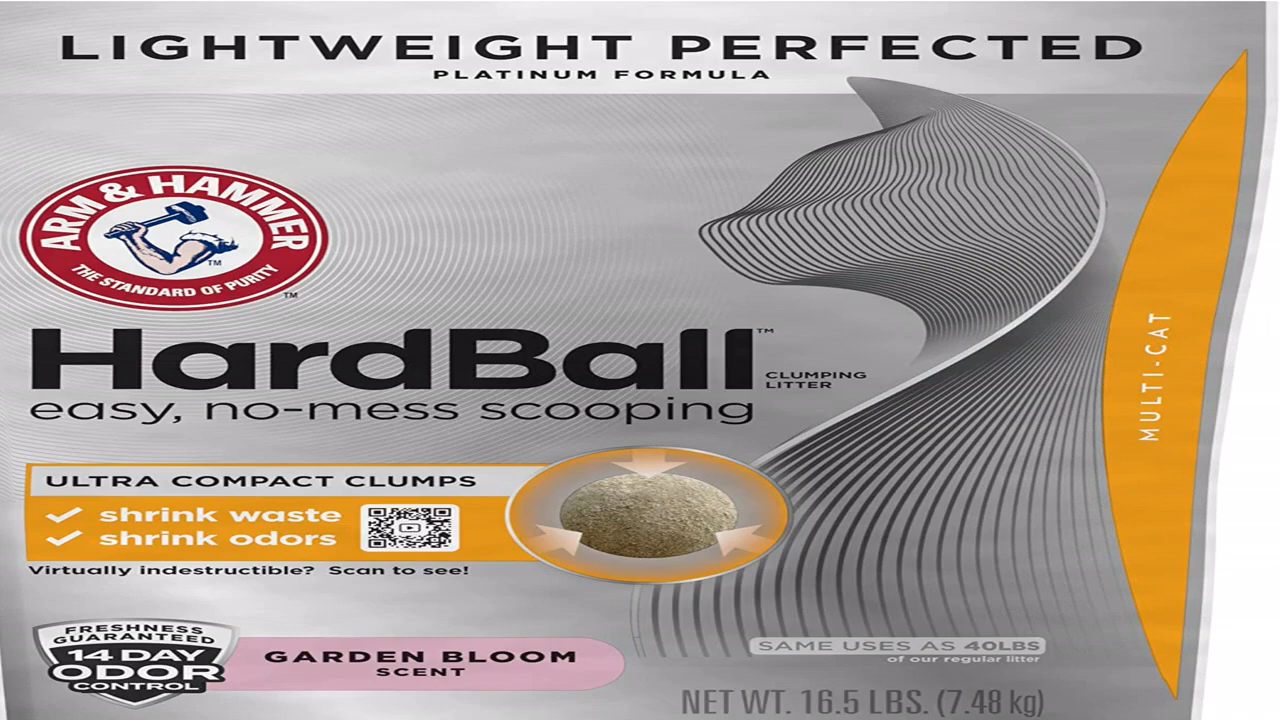 LIGHTWEIGHT PERFECTED
PLATINUM FORMULA
ARM & HAMMER
TM
THE STANDARD OF PURITY
TM
HardBall™
CLUMPING
LITTER
easy, no-mess scooping
MULTI-CAT
ULTRA COMPACT CLUMPS
✓ shrink waste
✓ shrink odors
Virtually indestructible? Scan to see!
FRESHNESS
GUARANTEED
14 DAY
ODOR
CONTROL
GARDEN BLOOM
SCENT
SAME USES AS 40LBS
of our regular litter
NET WT. 16.5 LBS. (7.48 kg)